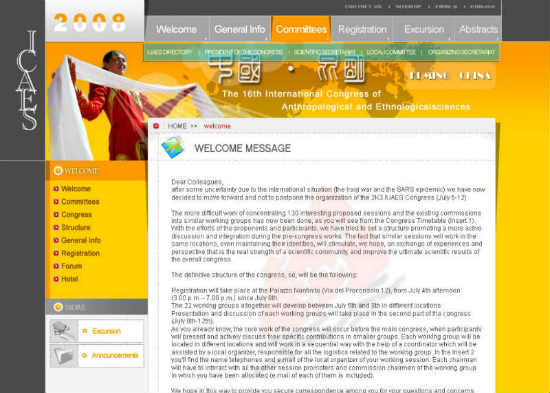 2008
Welcome
General Info
Committees
Registration
Excursion
Abstracts
IUAES DIRECTORY
PRESIDENT OF THE CONGRESS
SCIENTIFIC SECRETARIAT
LOCAL COMMITTEE
ORGANIZING SECRETARIAT
ICAES
中國
KUMING CHINA
The 16th International Congress of
Anthropological and Ethnologicalsciences
HOME >> welcome
WELCOME MESSAGE
WELCOME
Welcome
Committees
Congress
Structure
General Info
Registration
Forum
Hotel
MORE
Excursion
Announcements
Dear Colleagues,
after some uncertainty due to the international situation (the Iraq war and the SARS epidemic) we have now
decided to move forward and not to postpone the organization of the 2K3 IUAES Congress (July 5-12)
The more difficult work of concentrating 130 interesting proposed sessions and the existing commissions
into similar working groups has now been done, as you will see from the Congress Timetable (Insert 1).
With the efforts of the proponents and participants, we have tried to set a structure promoting a more active
discussion and integration during the pre-congress works. The fact that similar sessions will work in the
same locations, even maintaining their identities, will stimulate, we hope, an exchange of experiences and
perspective that is the real strength of a scientific community, and improve the ultimate scientific results of
the overall congress.
The definitive structure of the congress, so, will be the following:
Registration will take place at the Palazzo Nonfinito (Via del Proconsolo 12), from July 4th afternoon
(3.00 p.m. – 7.00 p.m.) since July 8th.
The 22 working groups altogether will develop between July 5th and 8th in different locations
Presentation and discussion of each working groups will take place in the second part of the congress
(July 8th-12th).
As you already know, the core work of the congress will occur before the main congress, when participants
will present and actively discuss their specific contributions in smaller groups. Each working group will be
located in different locations and will work in a sequential way with the help of a coordinator which will be
assisted by a local organizer, responsible for all the logistics related to the working group. In the Insert 2
you'll find the name telephones and e-mail of the local organizer of your working session. Each chairman
will have to interact with all the other session promoters and commission chairmen of the working group
in which you have been allocated (e-mail of each of them is included).
We hope in this way to provide you secure correspondence among you for your questions and concerns